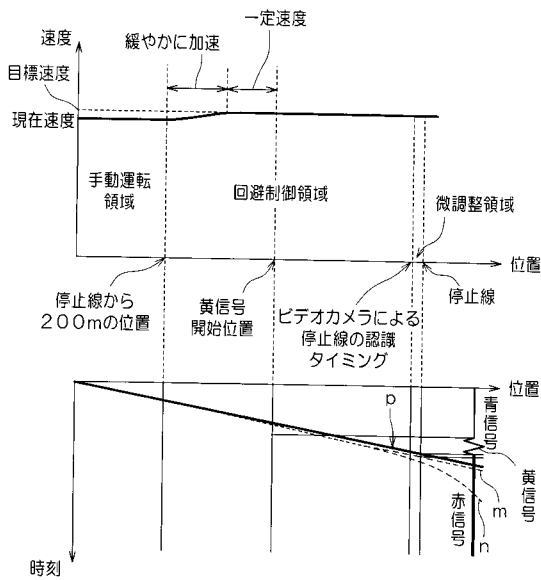 速度
緩やかに加速
一定速度
目標速度
現在速度
手動運転
領域
回避制御領域
微調整領域
位置
停止線から
200mの位置
黄信号
開始位置
ビデオカメラによる
停止線の認識
タイミング
停止線
位置
p
青信号
黄信号
m
赤信号
n
時刻